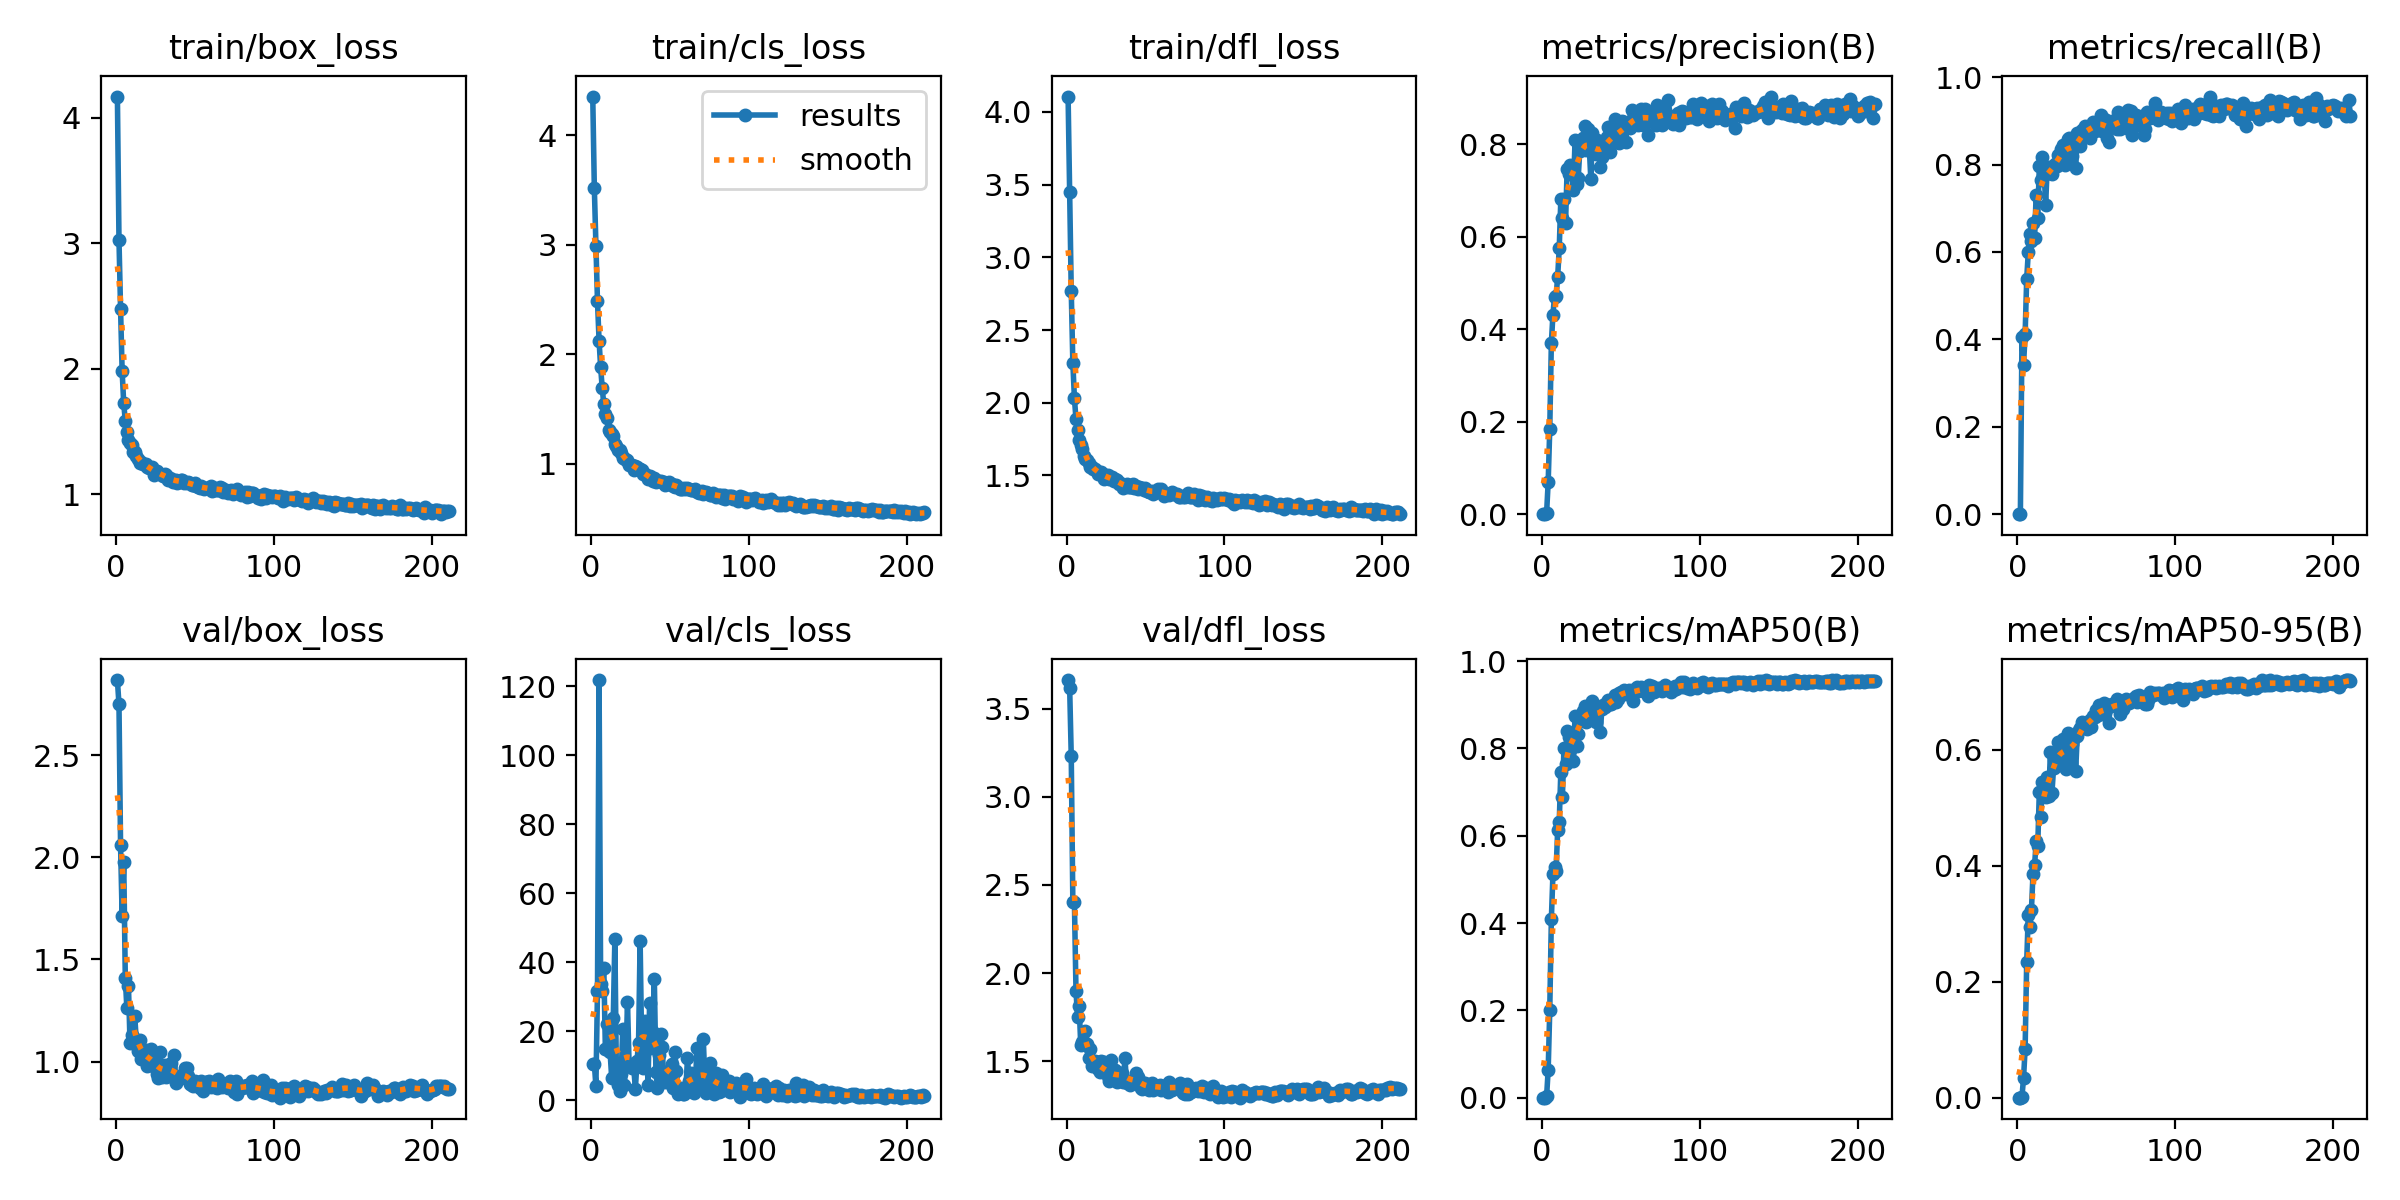 train/box_loss
4
3
2
1
0 100 200
train/cls_loss
results
smooth
4
3
2
1
0 100 200
train/dfl_loss
4.0
3.5
3.0
2.5
2.0
1.5
0 100 200
metrics/precision(B)
0.8
0.6
0.4
0.2
0.0
0 100 200
metrics/recall(B)
1.0
0.8
0.6
0.4
0.2
0.0
0 100 200
val/box_loss
2.5
2.0
1.5
1.0
0 100 200
val/cls_loss
120
100
80
60
40
20
0
0 100 200
val/dfl_loss
3.5
3.0
2.5
2.0
1.5
0 100 200
metrics/mAP50(B)
1.0
0.8
0.6
0.4
0.2
0.0
0 100 200
metrics/mAP50-95(B)
0.6
0.4
0.2
0.0
0 100 200